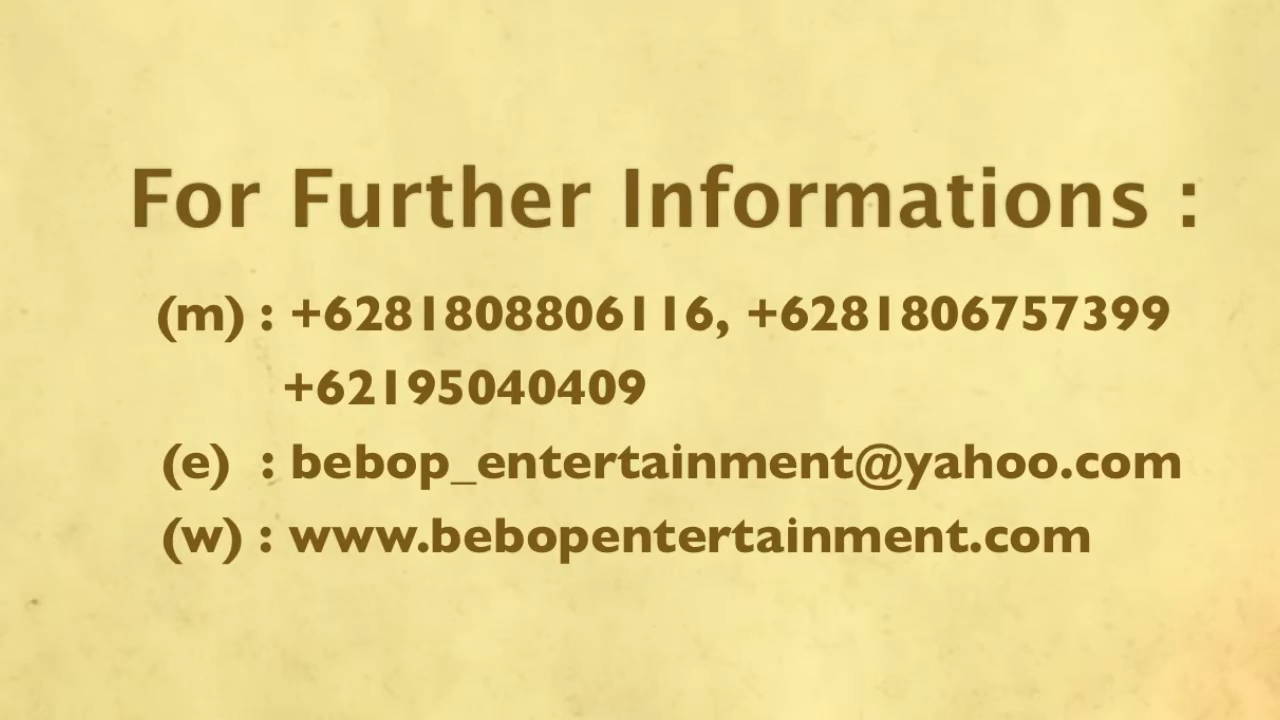 For Further Informations :
(m) : +6281808806116, +6281806757399
+62195040409
(e) : bebop_entertainment@yahoo.com
(w) : www.bebopentertainment.com